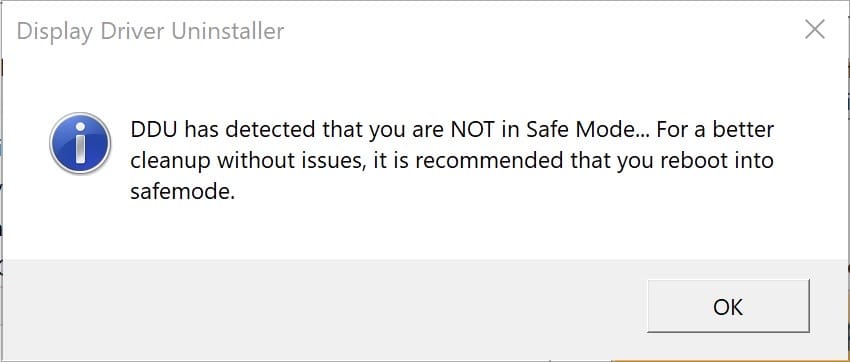 Display Driver Uninstaller
DDU has detected that you are NOT in Safe Mode... For a better
cleanup without issues, it is recommended that you reboot into
safemode.
OK